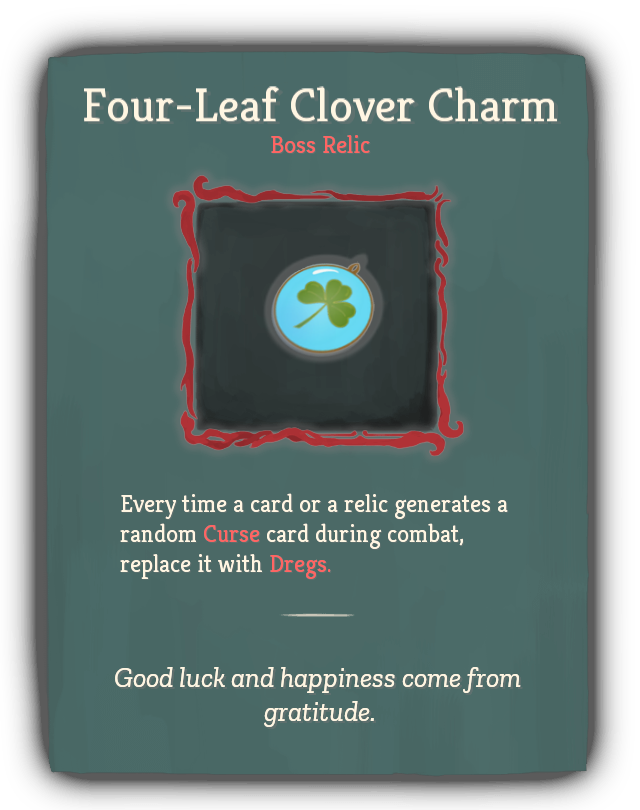 Four-Leaf Clover Charm
Boss Relic
Every time a card or a relic generates a
random Curse card during combat,
replace it with Dregs.
Good luck and happiness come from
gratitude.